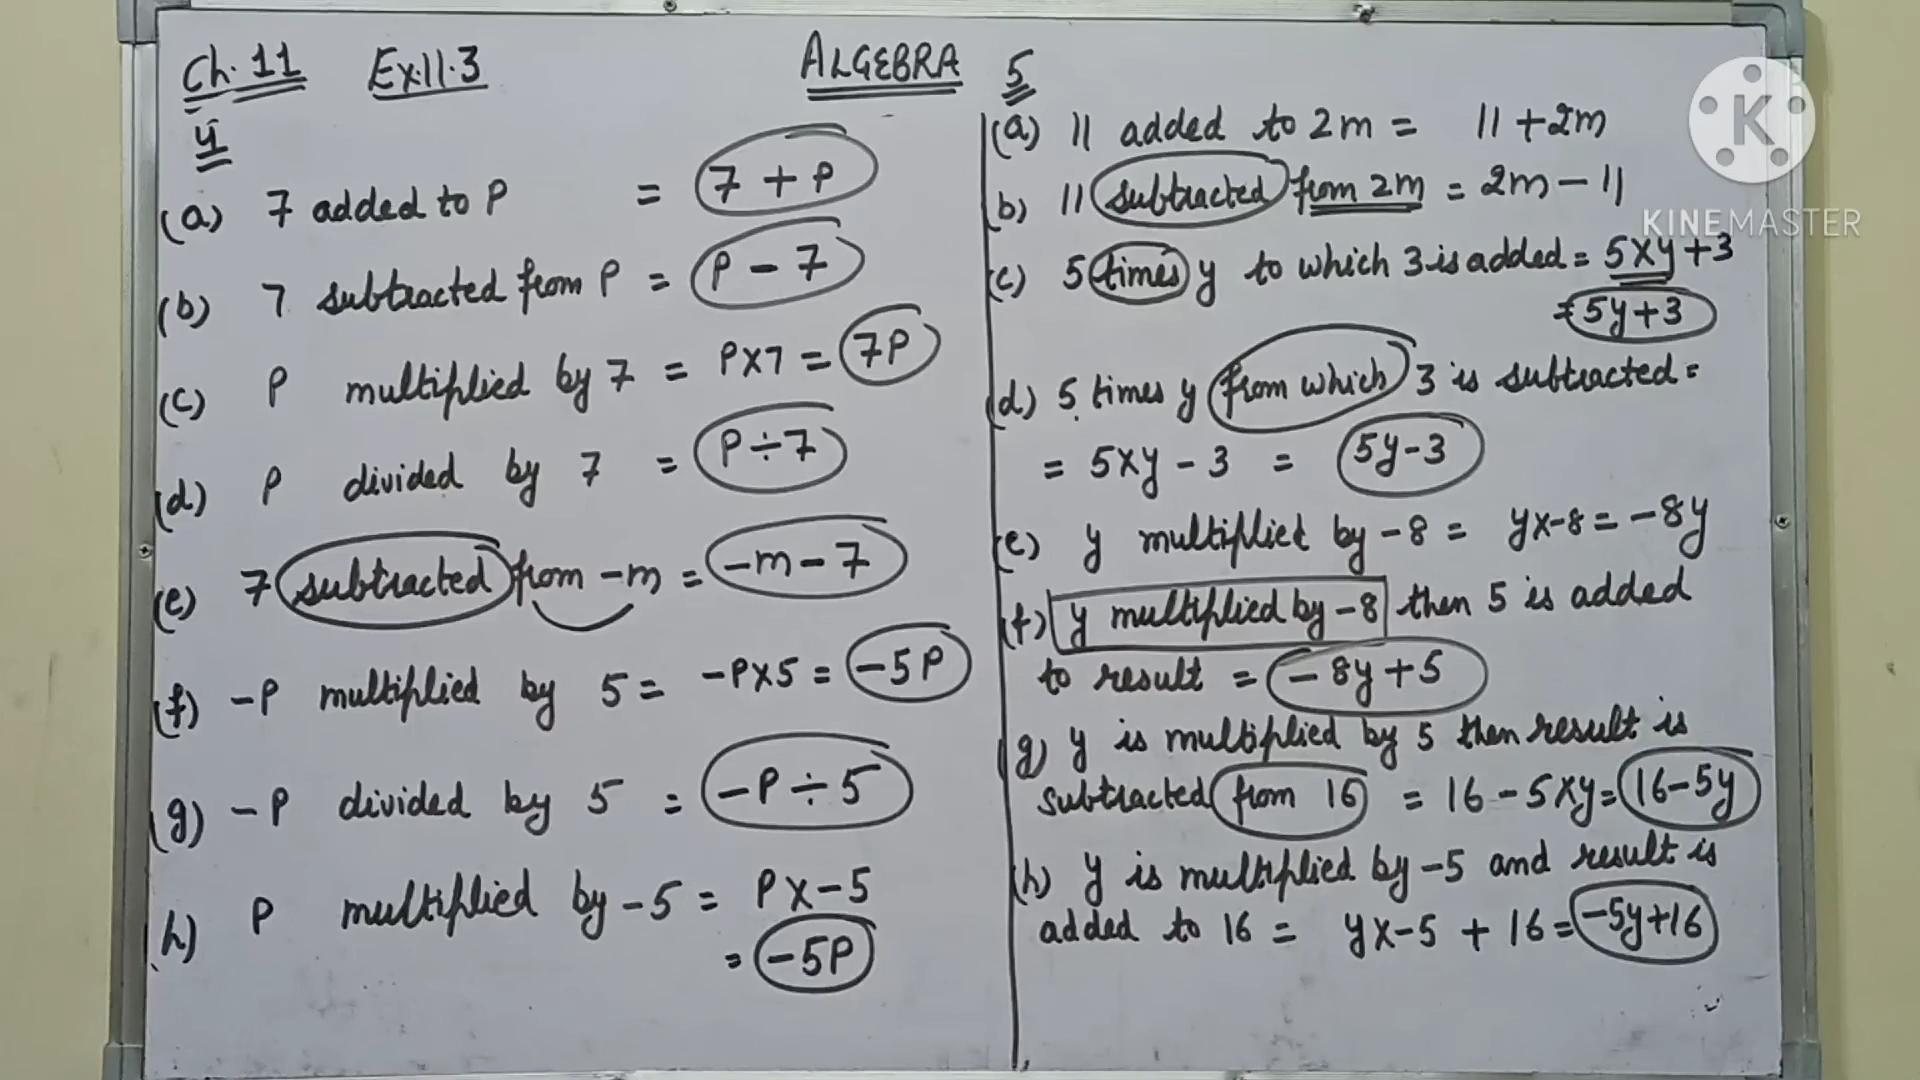 Ch. 11 Ex.11.3 ALGEBRA
4
(a) 7 added to P = 7 + P
(b) 7 subtracted from P = P - 7
(c) P multiplied by 7 = P×7 = 7P
(d) P divided by 7 = P÷7
(e) 7 subtracted from -m = -m-7
(f) -P multiplied by 5 = -P×5 = -5P
(g) -P divided by 5 = -P÷5
(h) P multiplied by -5 = P×-5
= -5P
5
(a) 11 added to 2m = 11+2m
(b) 11 subtracted from 2m = 2m-11
(c) 5 times y to which 3 is added = 5×y+3
= 5y+3
(d) 5 times y from which 3 is subtracted =
= 5×y - 3 = 5y-3
(e) y multiplied by -8 = y×-8 = -8y
(f) y multiplied by -8 then 5 is added
to result = -8y+5
(g) y is multiplied by 5 then result is
subtracted from 16 = 16-5×y = 16-5y
(h) y is multiplied by -5 and result is
added to 16 = y×-5 + 16 = -5y+16
K
KINEMASTER